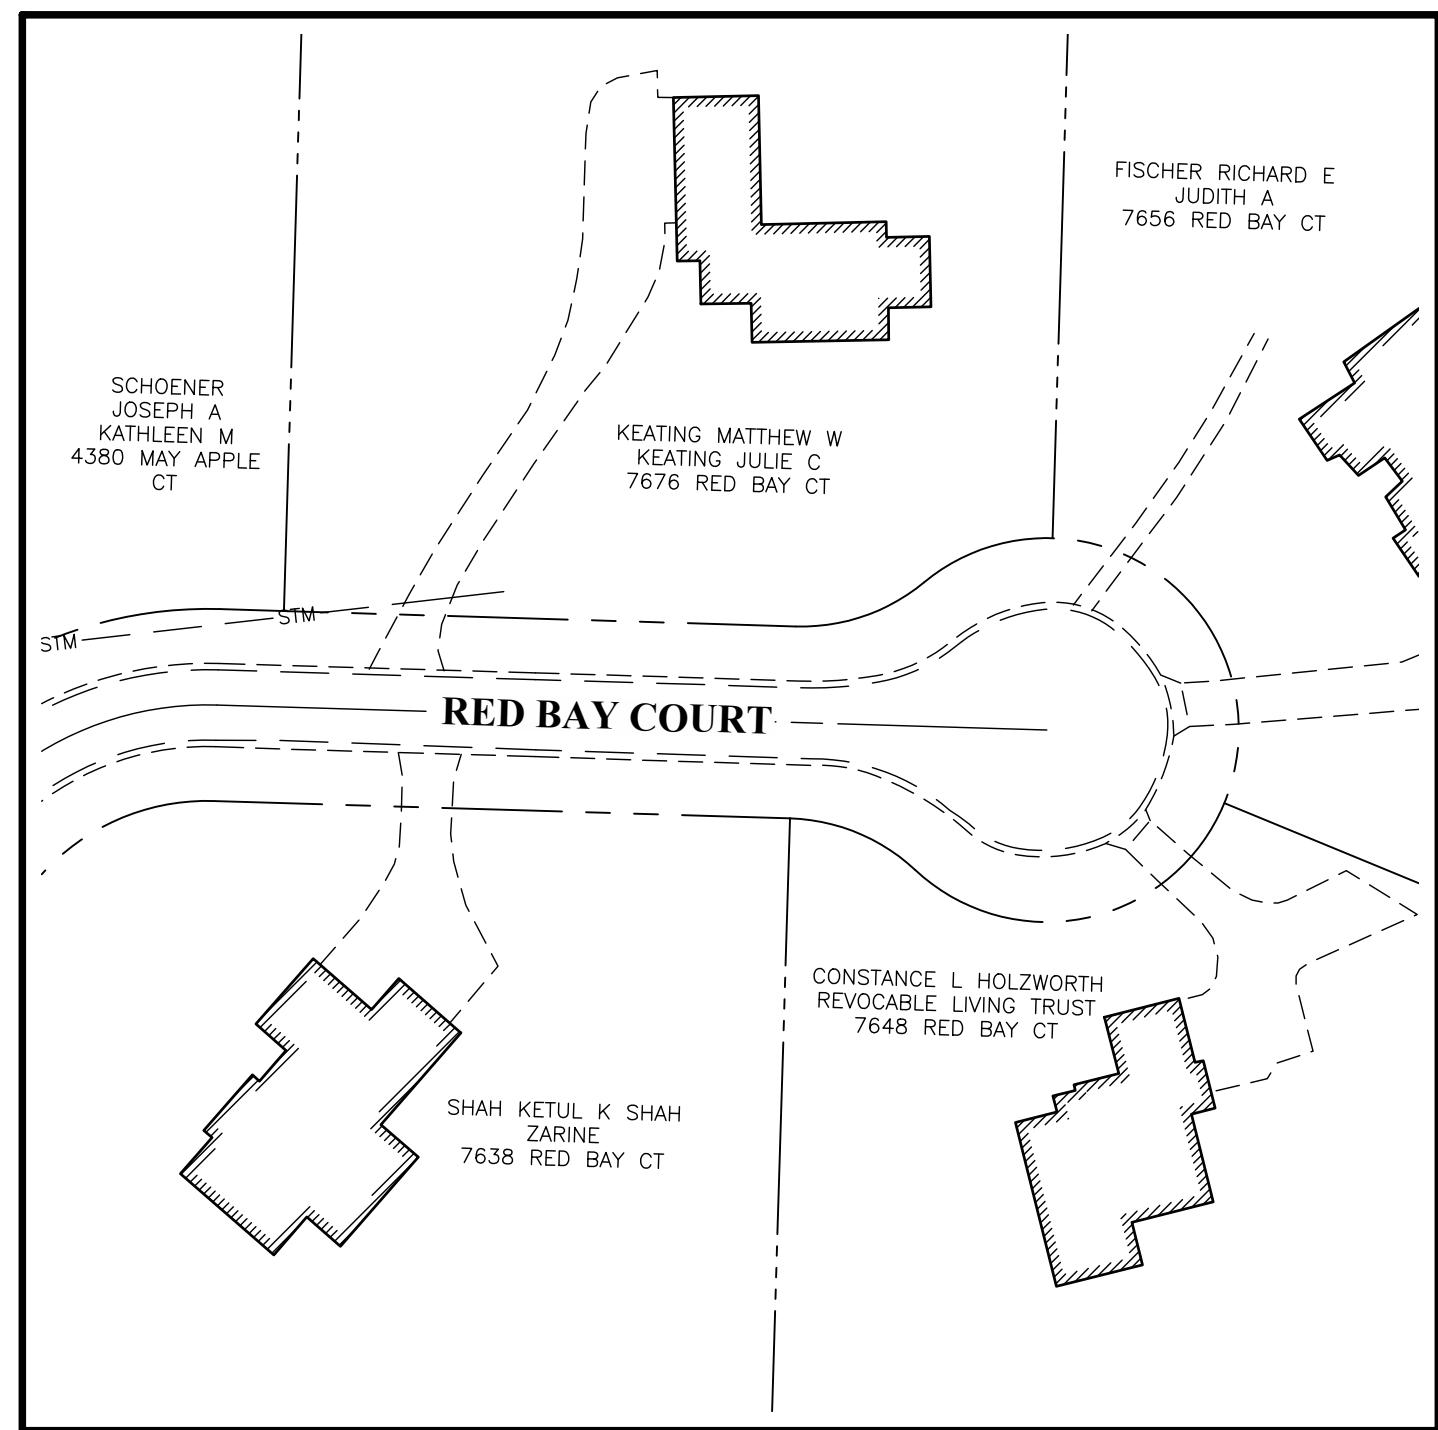 FISCHER RICHARD E
JUDITH A
7656 RED BAY CT
SCHOENER
JOSEPH A
KATHLEEN M
4380 MAY APPLE
CT
KEATING MATTHEW W
KEATING JULIE C
7676 RED BAY CT
STM
STM
RED BAY COURT
CONSTANCE L HOLZWORTH
REVOCABLE LIVING TRUST
7648 RED BAY CT
SHAH KETUL K SHAH
ZARINE
7638 RED BAY CT